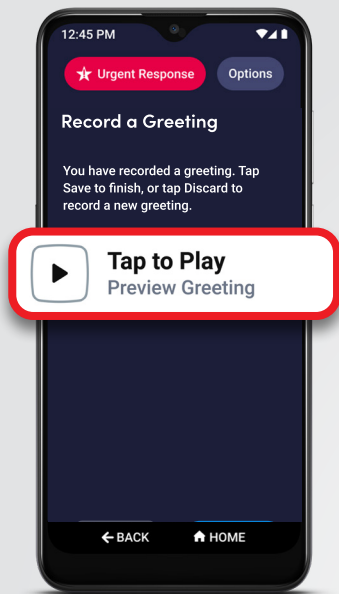 12:45 PM
Urgent Response
Options
Record a Greeting
You have recorded a greeting. Tap
Save to finish, or tap Discard to
record a new greeting.
Tap to Play
Preview Greeting
BACK
HOME